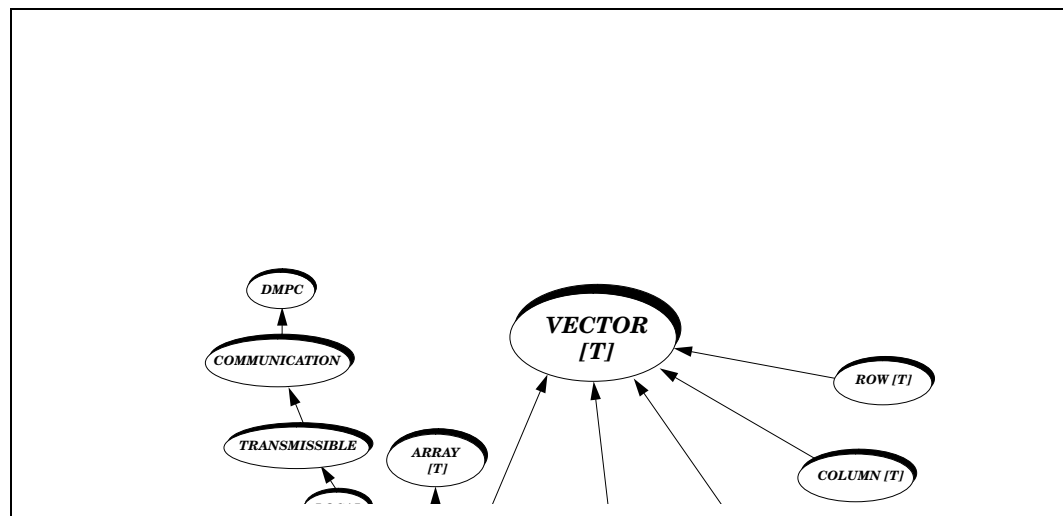 DMPC
VECTOR
[T]
COMMUNICATION
ROW [T]
TRANSMISSIBLE
ARRAY
[T]
COLUMN [T]